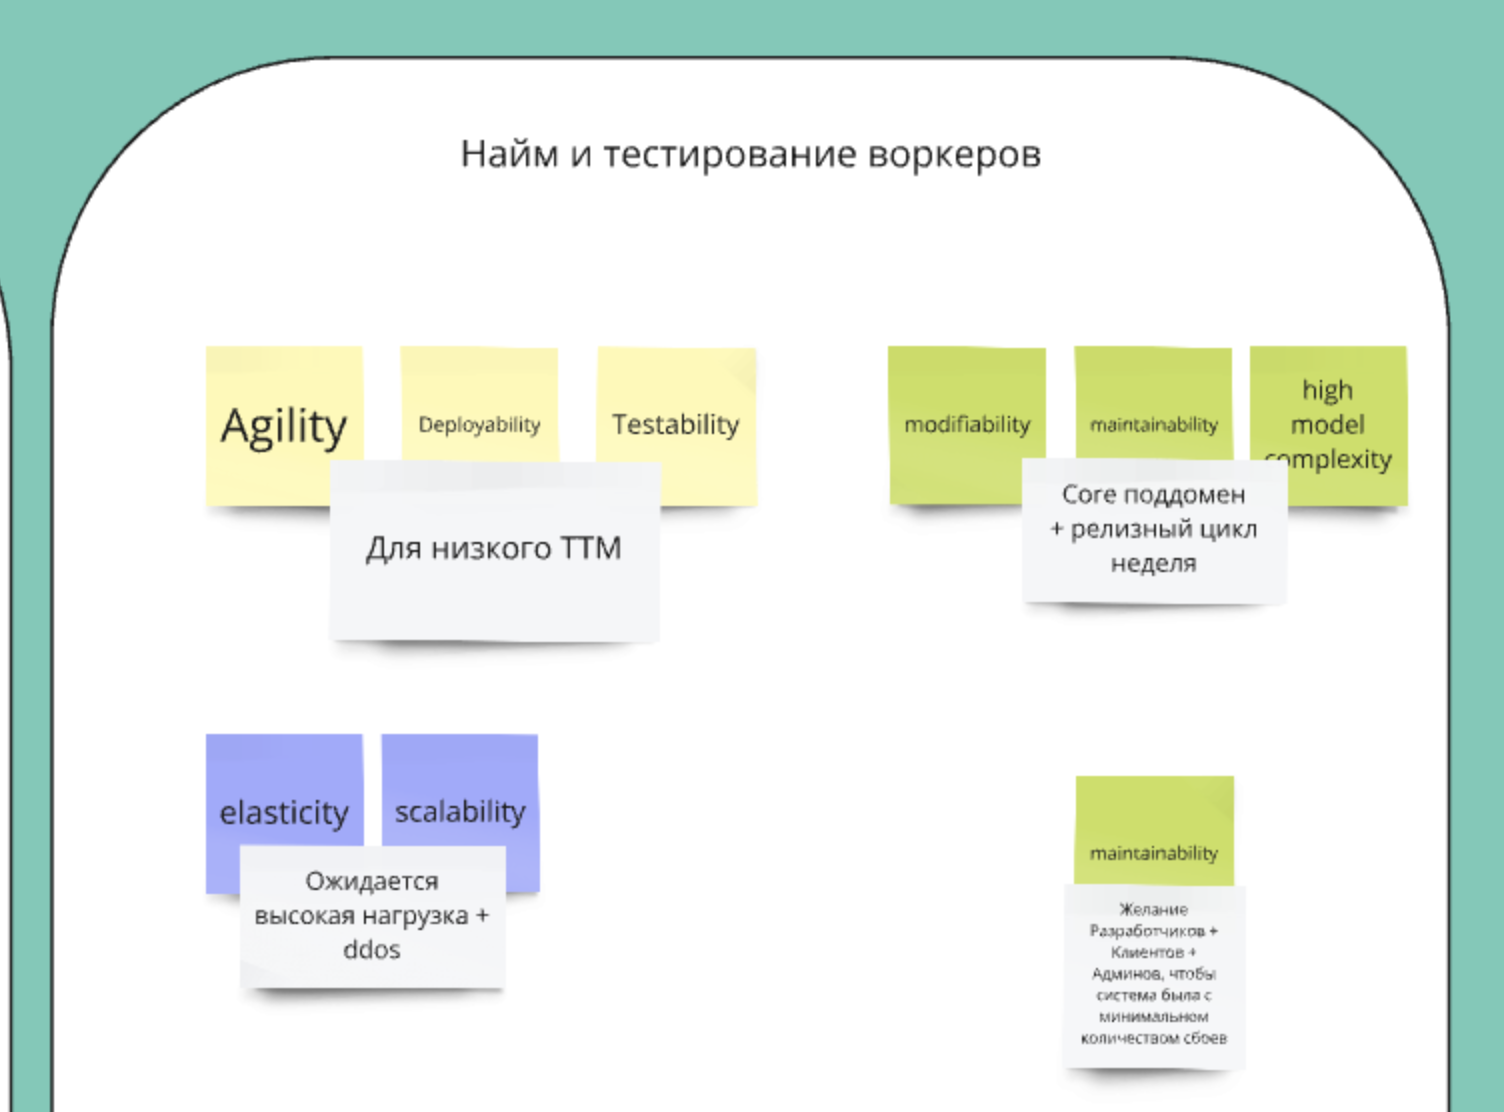 Найм и тестирование воркеров
Agility
Deployability
Testability
Для низкого TTM
modifiability
maintainability
high
model
complexity
Core поддомен
+ релизный цикл
неделя
elasticity
scalability
Ожидается
высокая нагрузка +
ddos
maintainability
Желание
Разработчиков +
Клиентов +
Админов, чтобы
система была с
минимальном
количеством сбоев